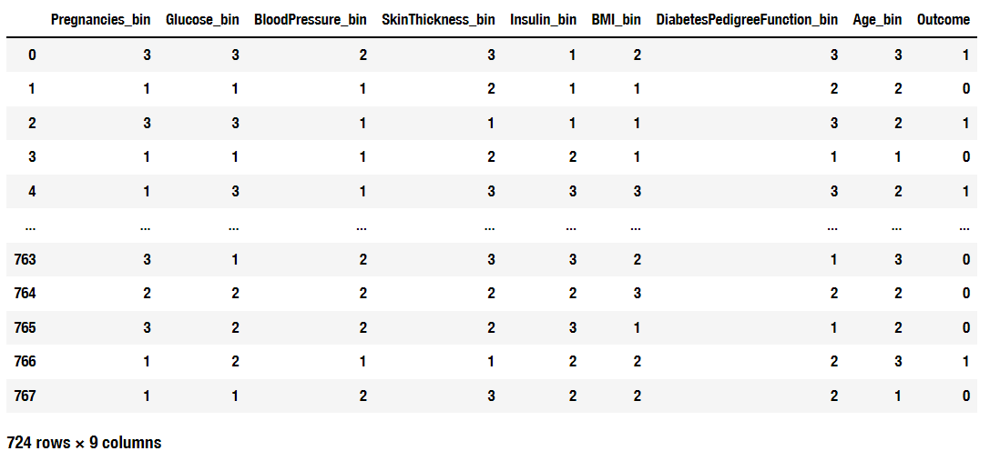 Pregnancies_bin Glucose_bin BloodPressure_bin SkinThickness_bin Insulin_bin BMI_bin DiabetesPedigreeFunction_bin Age_bin Outcome
0 3 3 2 3 1 2 3 3 1
1 1 1 1 2 1 1 2 2 0
2 3 3 1 1 1 1 3 2 1
3 1 1 1 2 2 1 1 1 0
4 1 3 1 3 3 3 3 2 1
... ... ... ... ... ... ... ... ... ...
763 3 1 2 3 3 2 1 3 0
764 2 2 2 2 2 3 2 2 0
765 3 2 2 2 3 1 1 2 0
766 1 2 1 1 2 2 2 3 1
767 1 1 2 3 2 2 2 1 0
724 rows × 9 columns